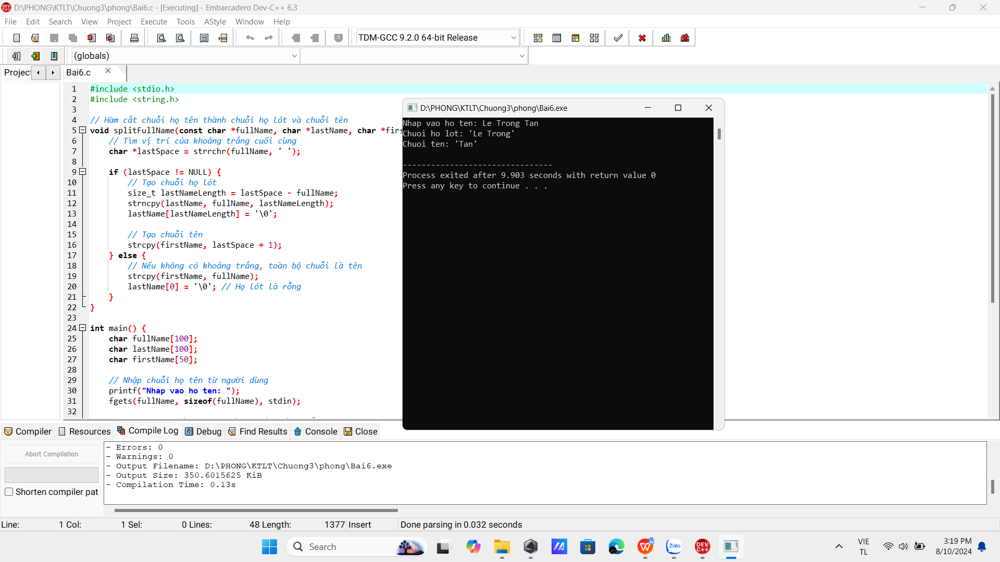 D:\PHONG\KTLT\Chuong3\phong\Bai6.c - [Executing] - Embarcadero Dev-C++ 6.3
File Edit Search View Project Execute Tools AStyle Window Help
TDM-GCC 9.2.0 64-bit Release
(globals)
Project Bai6.c
1 #include <stdio.h>
2 #include <string.h>
3
4 // Hàm cắt chuỗi họ tên thành chuỗi họ lót và chuỗi tên
5 void splitFullName(const char *fullName, char *lastName, char *firs
6 // Tìm vị trí của khoảng trắng cuối cùng
7 char *lastSpace = strrchr(fullName, ' ');
8
9 if (lastSpace != NULL) {
10 // Tạo chuỗi họ lót
11 size_t lastNameLength = lastSpace - fullName;
12 strncpy(lastName, fullName, lastNameLength);
13 lastName[lastNameLength] = '\0';
14
15 // Tạo chuỗi tên
16 strcpy(firstName, lastSpace + 1);
17 } else {
18 // Nếu không có khoảng trắng, toàn bộ chuỗi là tên
19 strcpy(firstName, fullName);
20 lastName[0] = '\0'; // Họ lót là rỗng
21 }
22 }
23
24 int main() {
25 char fullName[100];
26 char lastName[100];
27 char firstName[50];
28
29 // Nhập chuỗi họ tên từ người dùng
30 printf("Nhap vao ho ten: ");
31 fgets(fullName, sizeof(fullName), stdin);
32
D:\PHONG\KTLT\Chuong3\phong\Bai6.exe
Nhap vao ho ten: Le Trong Tan
Chuoi ho lot: 'Le Trong'
Chuoi ten: 'Tan'
--------------------------------
Process exited after 9.903 seconds with return value 0
Press any key to continue . . .
Compiler Resources Compile Log Debug Find Results Console Close
Abort Compilation
Shorten compiler pat
- Errors: 0
- Warnings: 0
- Output Filename: D:\PHONG\KTLT\Chuong3\phong\Bai6.exe
- Output Size: 350.6015625 KiB
- Compilation Time: 0.13s
Line: 1 Col: 1 Sel: 0 Lines: 48 Length: 1377 Insert Done parsing in 0.032 seconds
Search
Zalo
DEV C++
VIE
TL
3:19 PM
8/10/2024